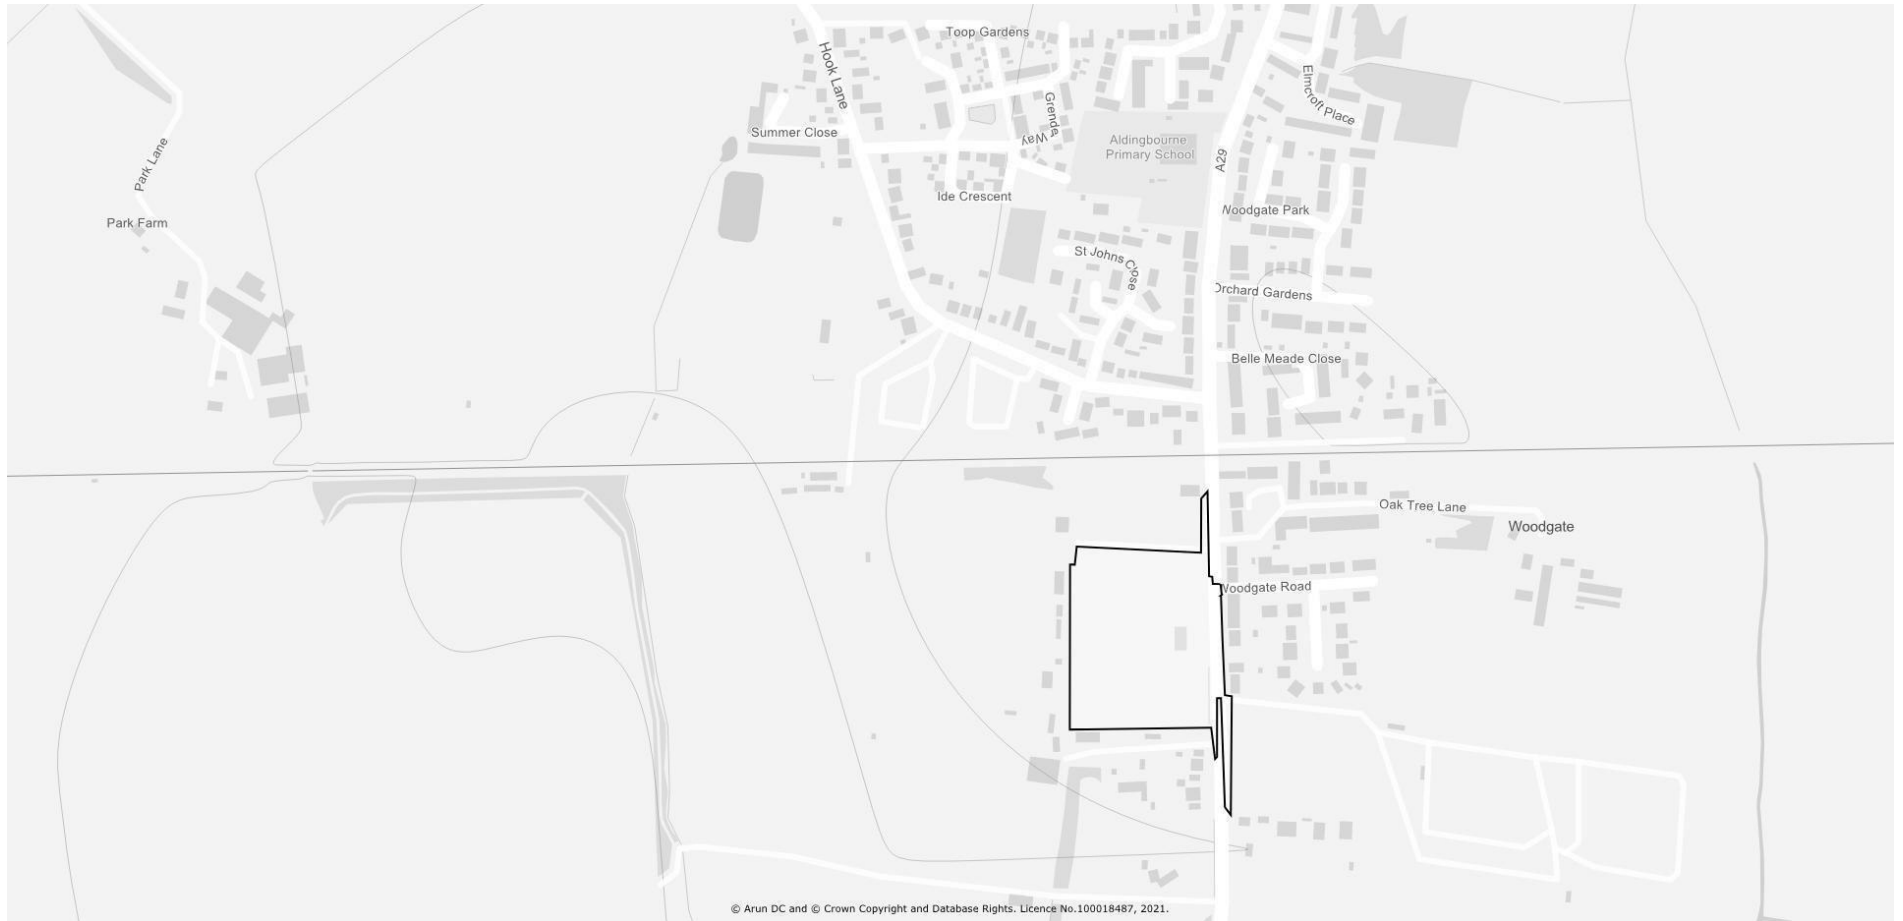 Toop Gardens
Hook Lane
Elmcroft Place
Grende
Way
Summer Close
Aldingbourne
Primary School
A29
Park Lane
Ide Crescent
Woodgate Park
Park Farm
St Johns Close
Orchard Gardens
Belle Meade Close
Oak Tree Lane
Woodgate
Woodgate Road
© Arun DC and © Crown Copyright and Database Rights. Licence No.100018487, 2021.